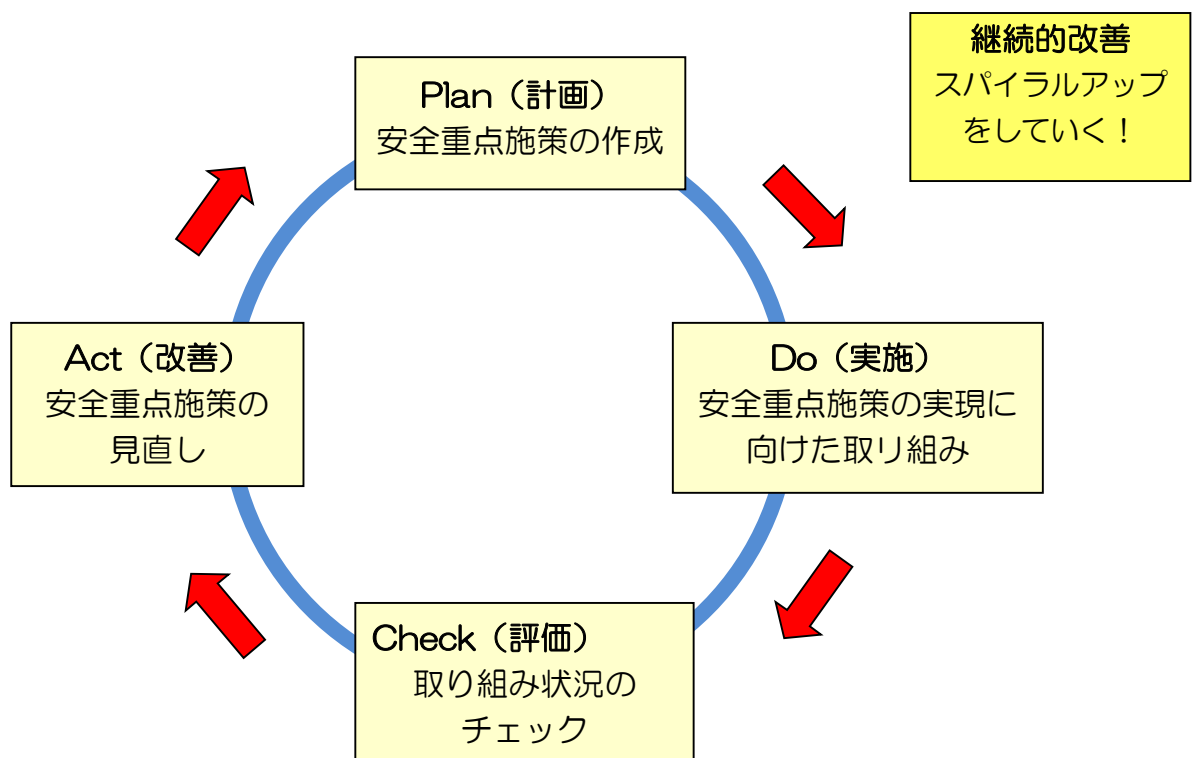 継続的改善
スパイラルアップ
をしていく！
Plan（計画）
安全重点施策の作成
Do（実施）
安全重点施策の実現に
向けた取り組み
Check（評価）
取り組み状況の
チェック
Act（改善）
安全重点施策の
見直し